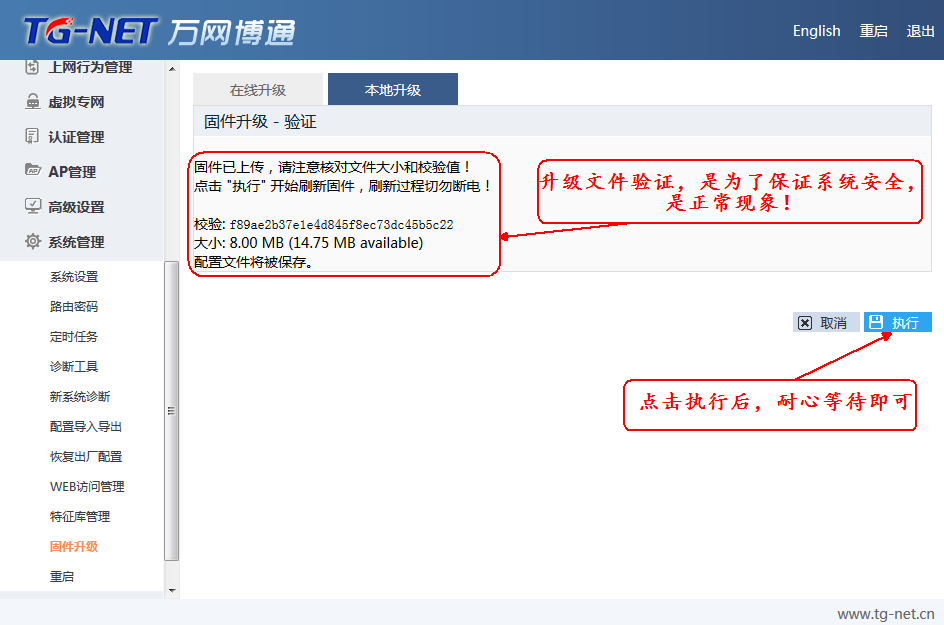 TG-NET 万网博通
English 重启 退出
上网行为管理
虚拟专网
认证管理
AP管理
高级设置
系统管理
系统设置
路由密码
定时任务
诊断工具
新系统诊断
配置导入导出
恢复出厂配置
WEB访问管理
特征库管理
固件升级
重启
在线升级 本地升级
固件升级 - 验证
固件已上传，请注意核对文件大小和校验值！
点击 "执行" 开始刷新固件，刷新过程切勿断电！
校验: f89ae2b37e1e4d845f8ec73dc45b5c22
大小: 8.00 MB (14.75 MB available)
配置文件将被保存。
升级文件验证，是为了保证系统安全，
是正常现象！
取消 执行
点击执行后，耐心等待即可
www.tg-net.cn